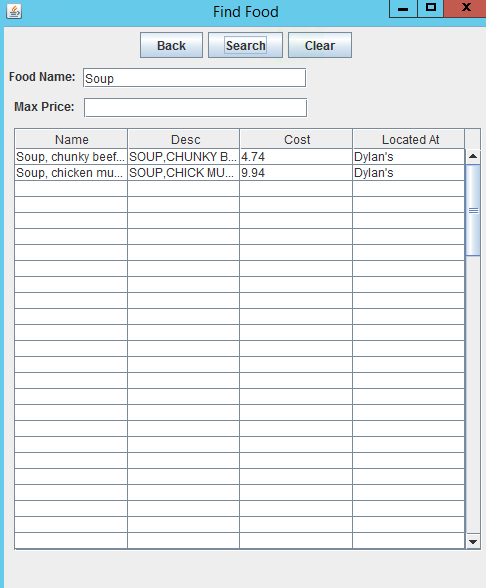 Find Food
Back Search Clear
Food Name: Soup
Max Price:
Name Desc Cost Located At
Soup, chunky beef... SOUP,CHUNKY B... 4.74 Dylan's
Soup, chicken mu... SOUP,CHICK MU... 9.94 Dylan's